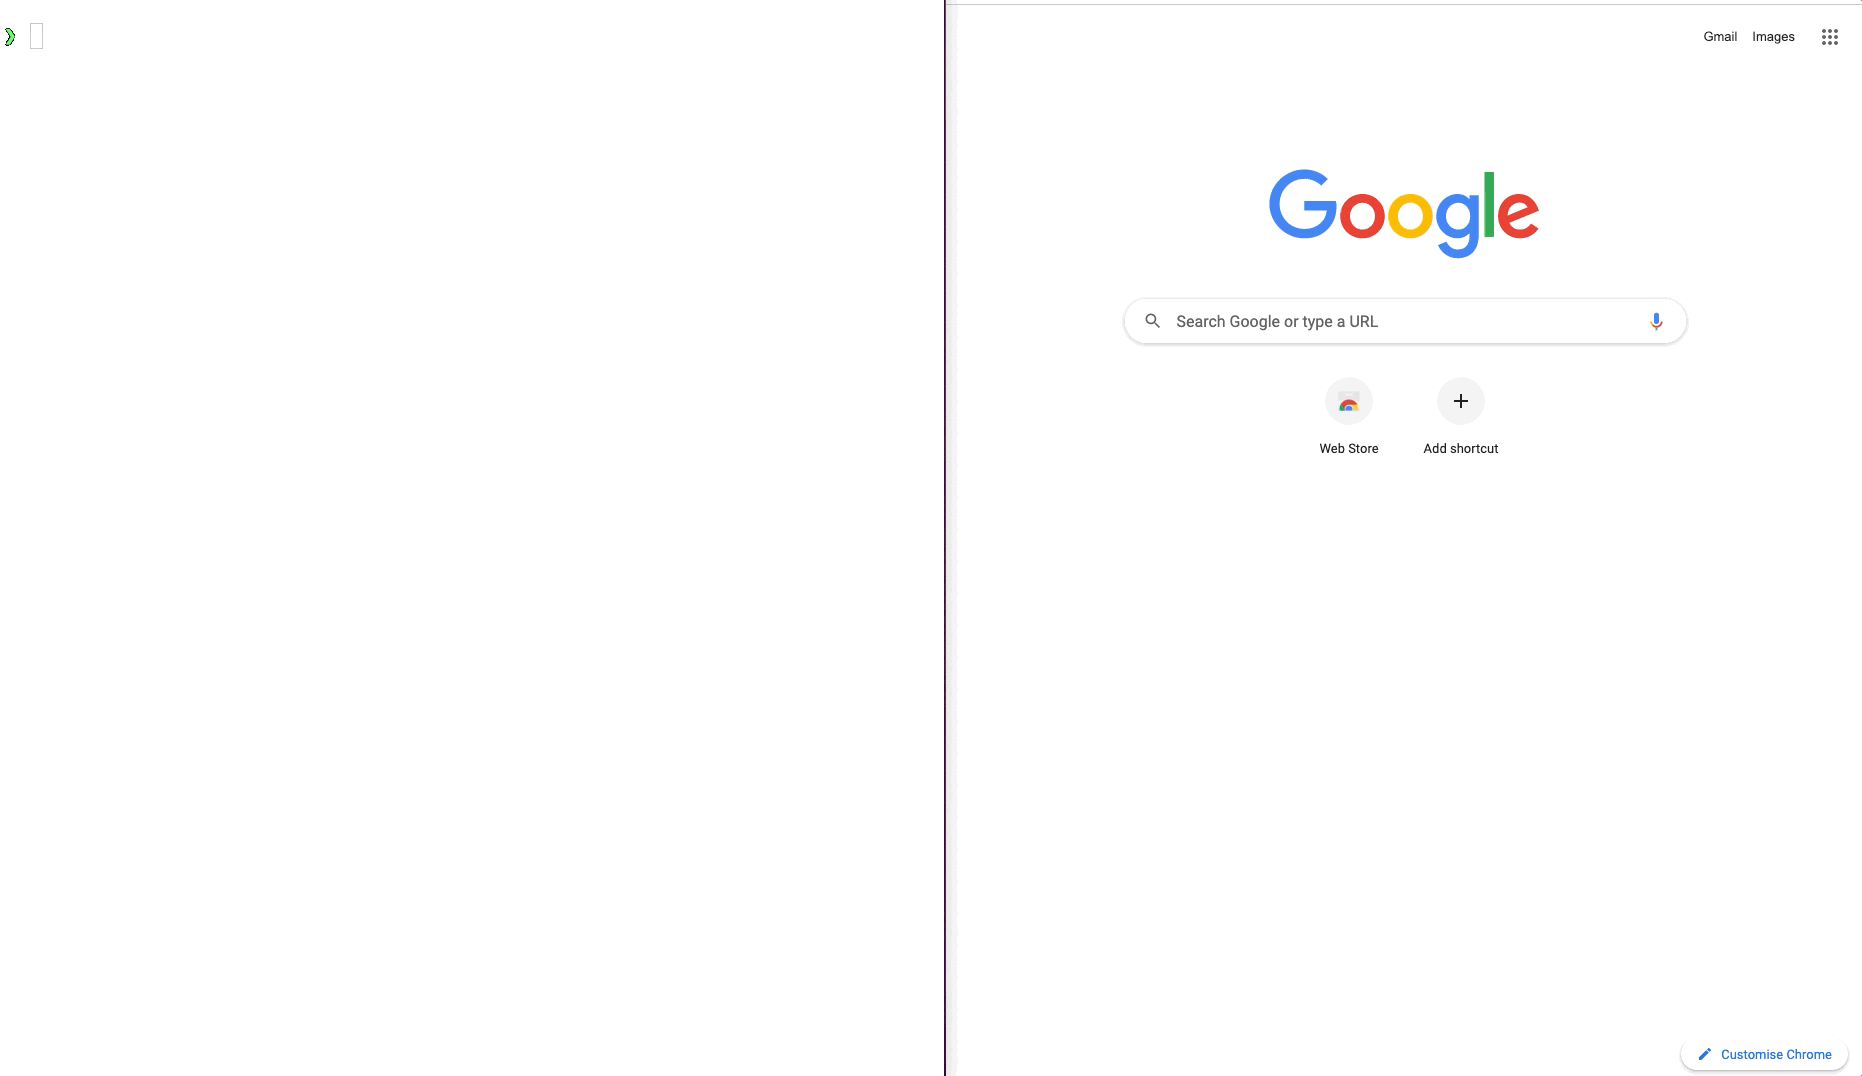 ❯
Gmail Images
Google
Search Google or type a URL
Web Store Add shortcut
Customise Chrome